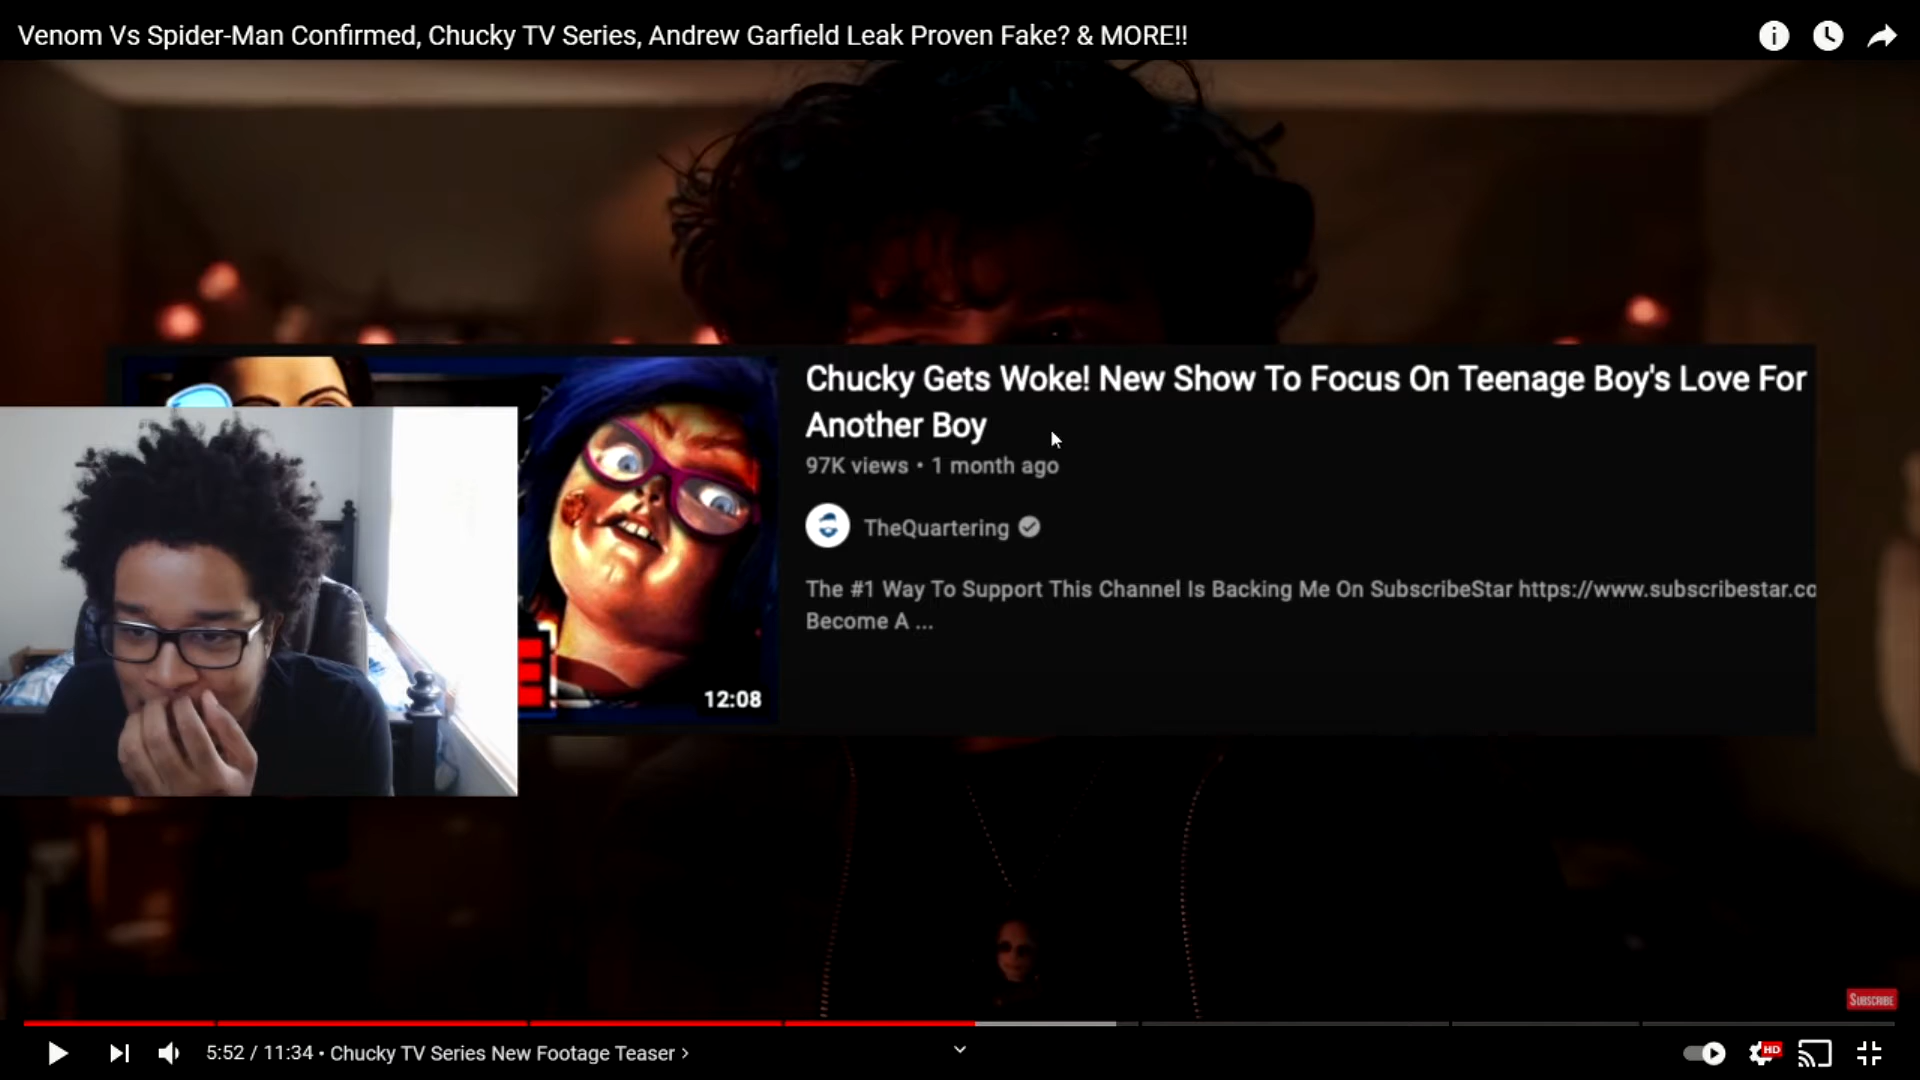 Venom Vs Spider-Man Confirmed, Chucky TV Series, Andrew Garfield Leak Proven Fake? & MORE!!
Chucky Gets Woke! New Show To Focus On Teenage Boy's Love For
Another Boy
97K views • 1 month ago
TheQuartering
The #1 Way To Support This Channel Is Backing Me On SubscribeStar https://www.subscribestar.co
Become A ...
12:08
SUBSCRIBE
5:52 / 11:34 • Chucky TV Series New Footage Teaser >
HD